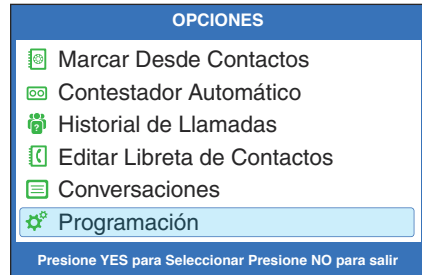 OPCIONES
Marcar Desde Contactos
Contestador Automático
Historial de Llamadas
Editar Libreta de Contactos
Conversaciones
Programación
Presione YES para Seleccionar Presione NO para salir